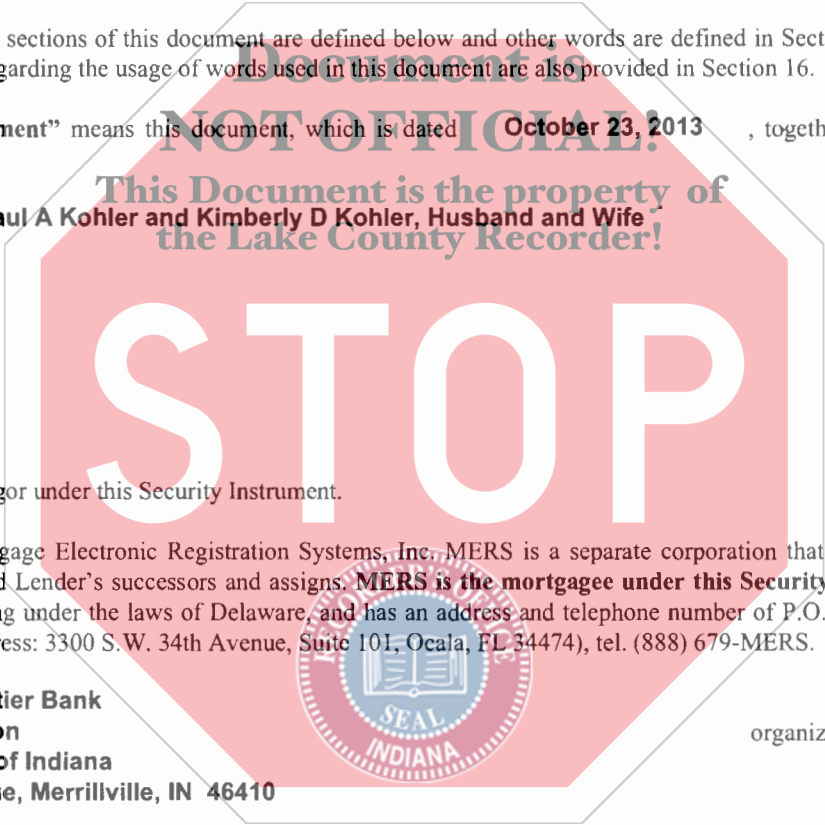 sections of this document are defined below and other words are defined in Sect
Document is
garding the usage of words used in this document are also provided in Section 16.
NOT OFFICIAL!
ment” means this document, which is dated October 23, 2013 , togeth
This Document is the property of
aul A Kohler and Kimberly D Kohler, Husband and Wife
the Lake County Recorder!
STOP
gor under this Security Instrument.
gage Electronic Registration Systems, Inc. MERS is a separate corporation that
d Lender’s successors and assigns. MERS is the mortgagee under this Security
ng under the laws of Delaware, and has an address and telephone number of P.O.
ess: 3300 S.W. 34th Avenue, Suite 101, Ocala, FL 34474), tel. (888) 679-MERS.
RECORDER'S OFFICE
SEAL
INDIANA
tier Bank
on organiz
of Indiana
e, Merrillville, IN 46410